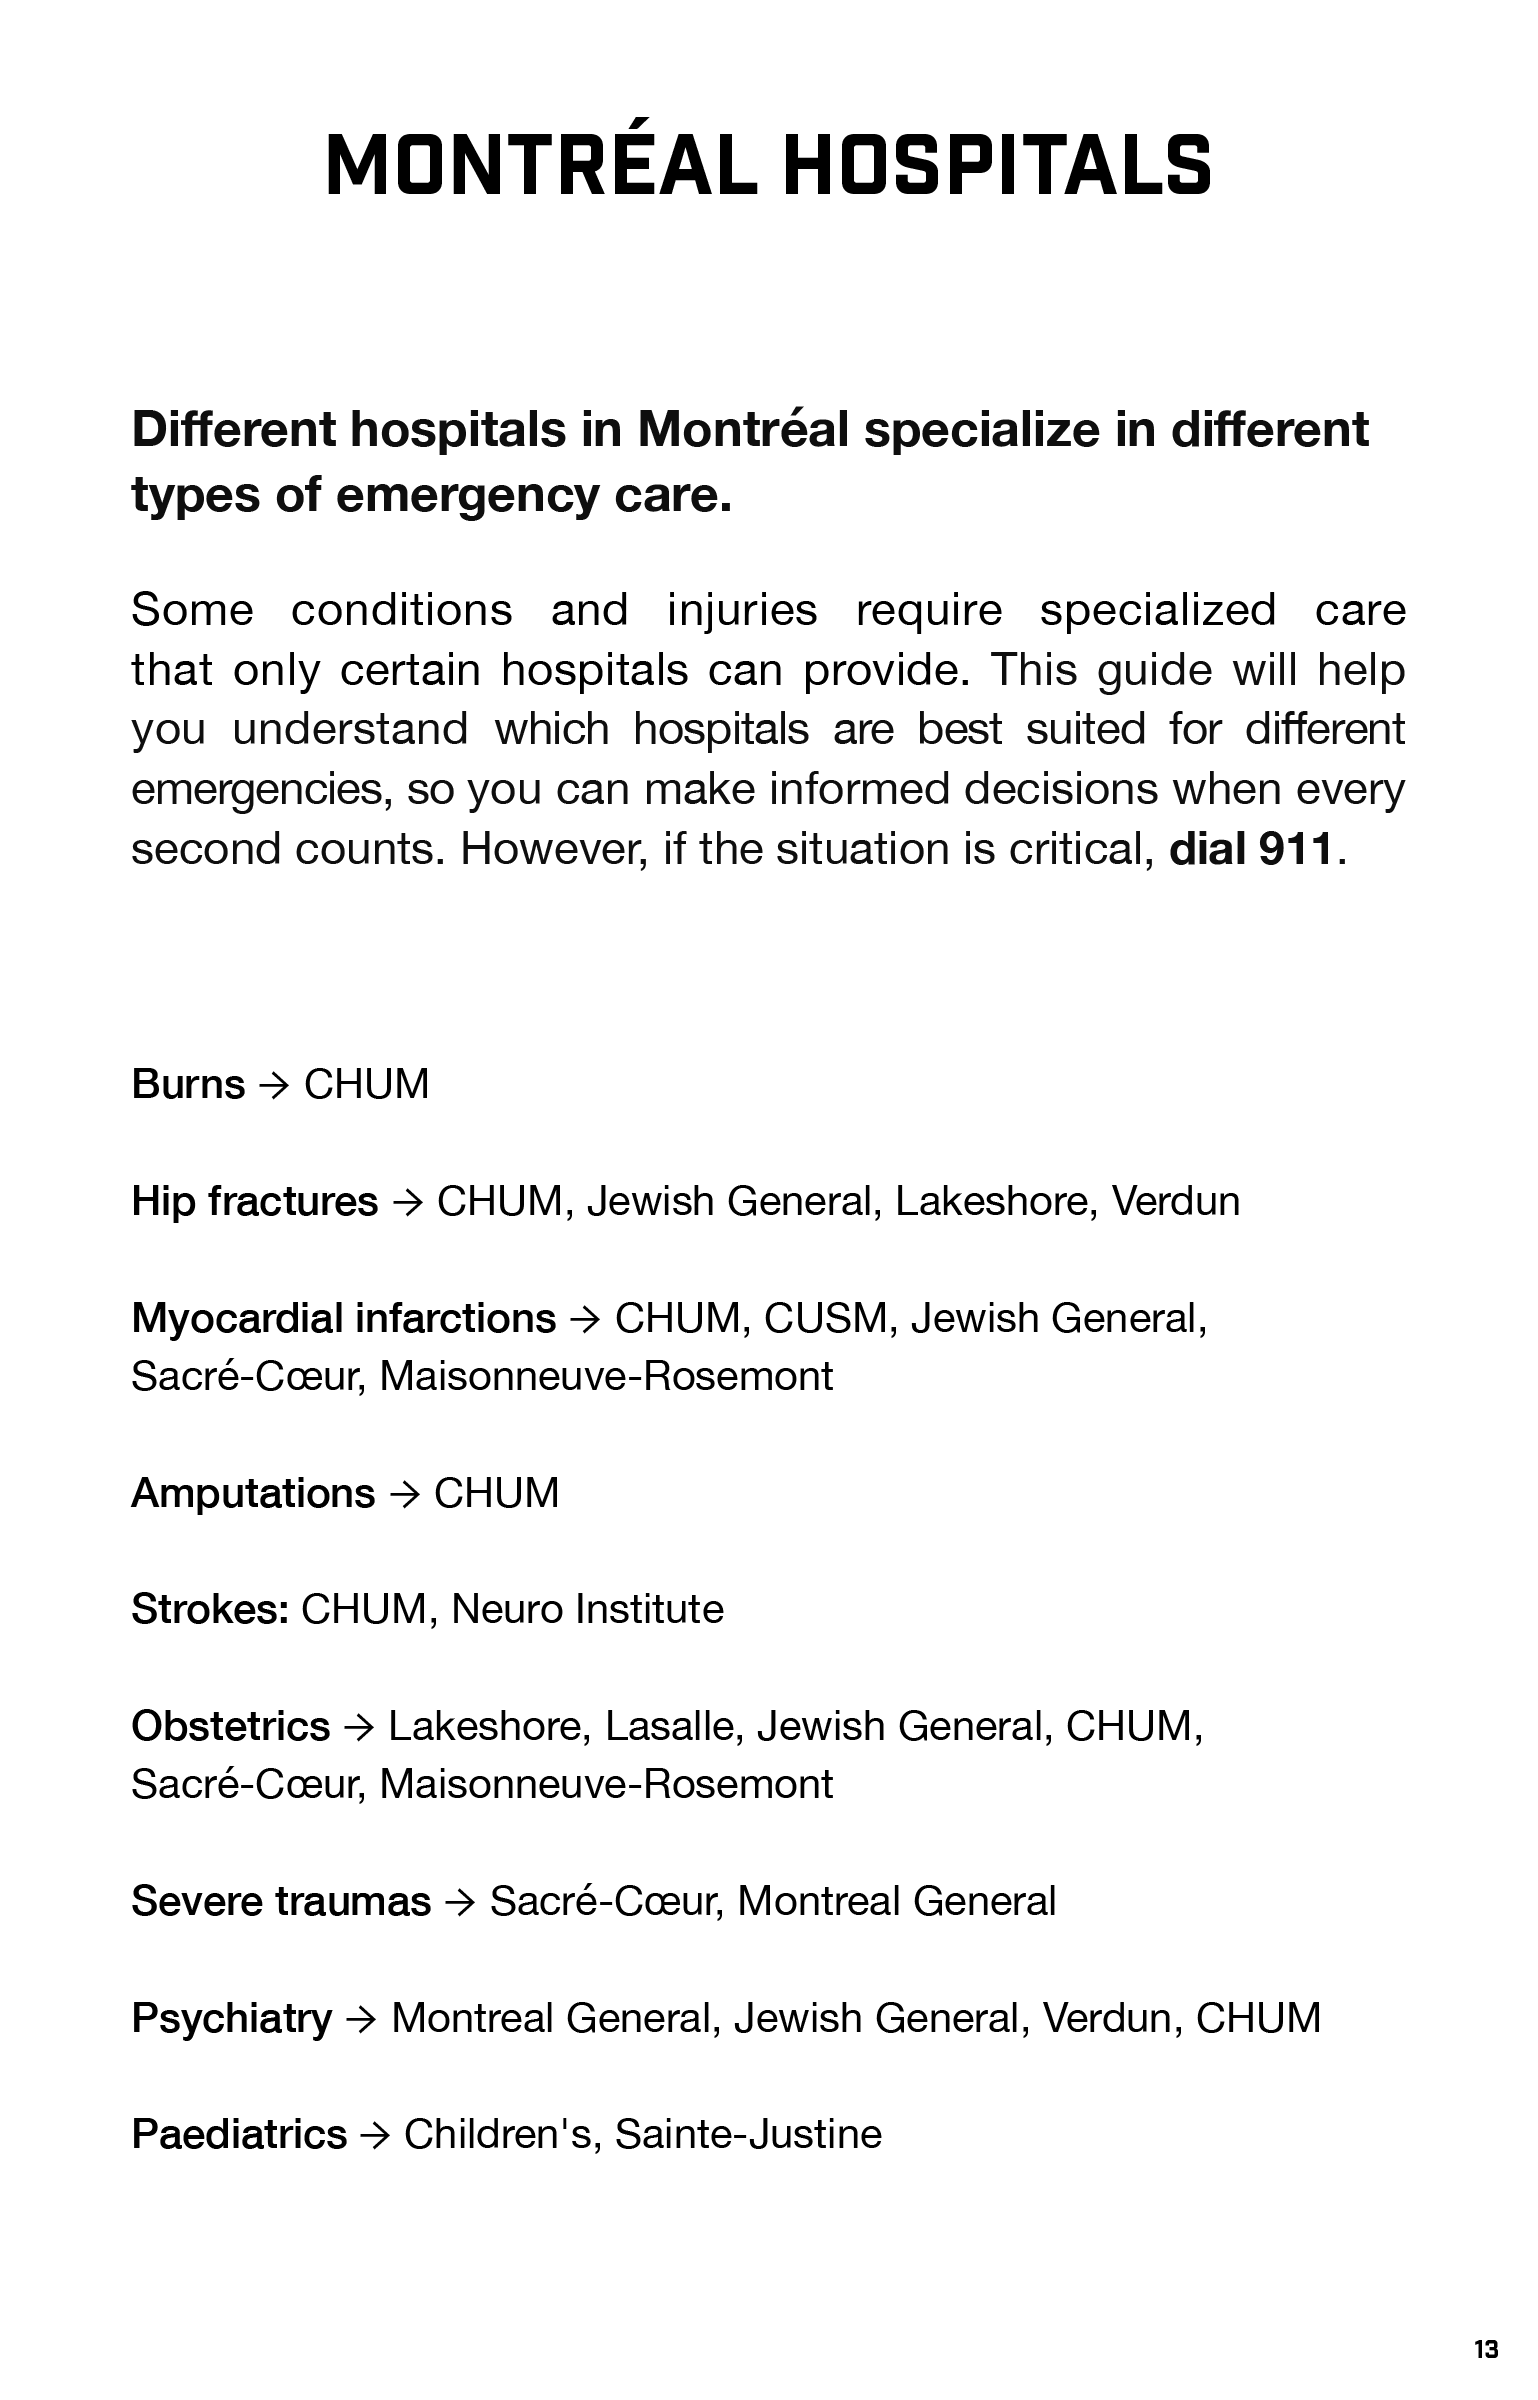 MONTRÉAL HOSPITALS
Different hospitals in Montréal specialize in different
types of emergency care.
Some conditions and injuries require specialized care
that only certain hospitals can provide. This guide will help
you understand which hospitals are best suited for different
emergencies, so you can make informed decisions when every
second counts. However, if the situation is critical, dial 911.
Burns → CHUM
Hip fractures → CHUM, Jewish General, Lakeshore, Verdun
Myocardial infarctions → CHUM, CUSM, Jewish General,
Sacré-Cœur, Maisonneuve-Rosemont
Amputations → CHUM
Strokes: CHUM, Neuro Institute
Obstetrics → Lakeshore, Lasalle, Jewish General, CHUM,
Sacré-Cœur, Maisonneuve-Rosemont
Severe traumas → Sacré-Cœur, Montreal General
Psychiatry → Montreal General, Jewish General, Verdun, CHUM
Paediatrics → Children's, Sainte-Justine
13